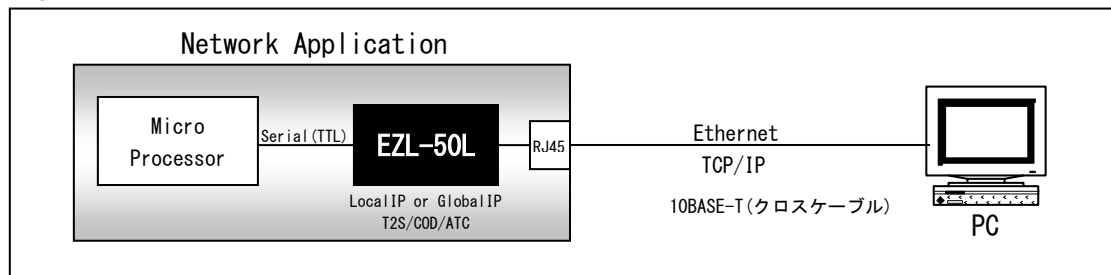 Network Application
Micro
Processor
Serial(TTL)
EZL-50L
RJ45
LocalIP or GlobalIP
T2S/COD/ATC
Ethernet
TCP/IP
10BASE-T(クロスケーブル)
PC